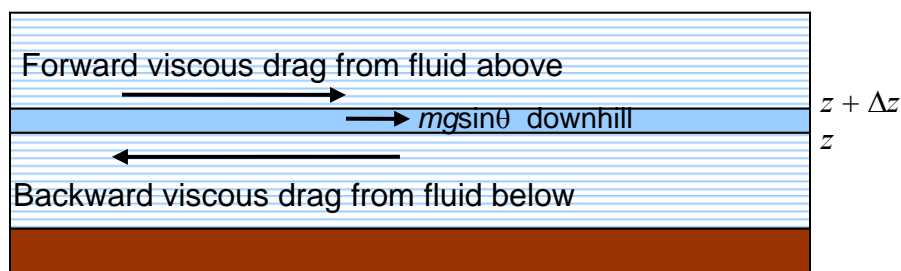 Forward viscous drag from fluid above
z + Δz
mgsinθ downhill
z
Backward viscous drag from fluid below